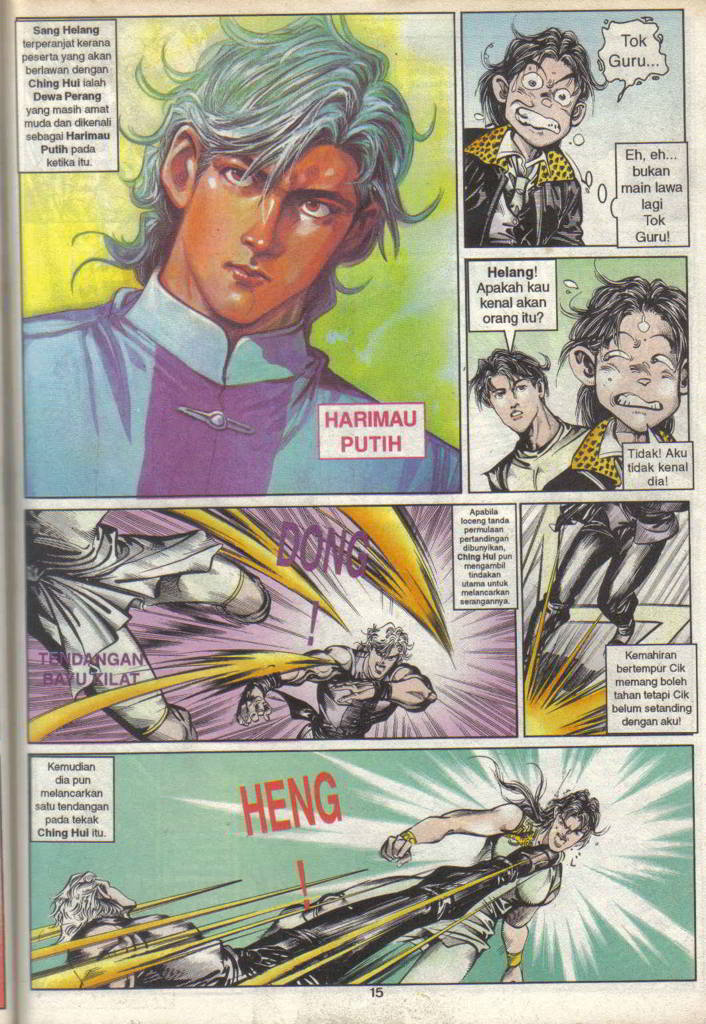 Sang Helang
terperanjat kerana
peserta yang akan
berlawan dengan
Ching Hui ialah
Dewa Perang
yang masih amat
muda dan dikenali
sebagai Harimau
Putih pada
ketika itu.
HARIMAU
PUTIH
Tok
Guru...
Eh, eh...
bukan
main lawa
lagi
Tok
Guru!
Helang!
Apakah kau
kenal akan
orang itu?
Tidak! Aku
tidak kenal
dia!
DONG
!
TENDANGAN
BAYU KILAT
Apabila
loceng tanda
permulaan
pertandingan
dibunyikan,
Ching Hui pun
mengambil
tindakan
utama untuk
melancarkan
serangannya.
Kemahiran
bertempur Cik
memang boleh
tahan tetapi Cik
belum setanding
dengan aku!
Kemudian
dia pun
melancarkan
satu tendangan
pada tekak
Ching Hui itu.
HENG
!
15